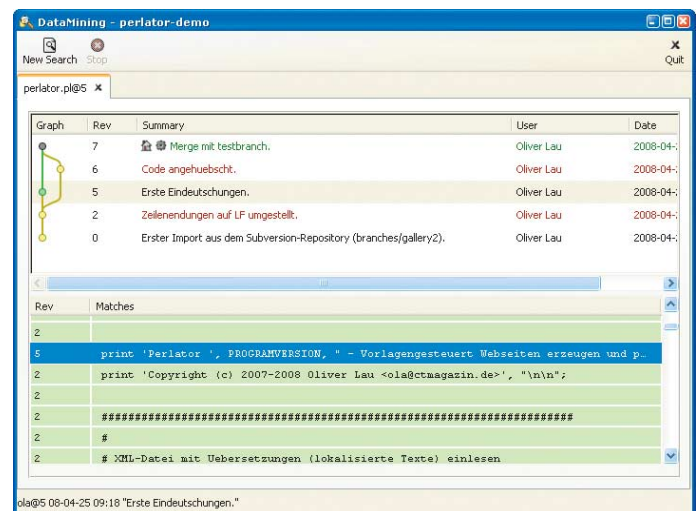 DataMining - perlator-demo
New Search Stop Quit
perlator.pl@5
Graph Rev Summary User Date
7 Merge mit testbranch. Oliver Lau 2008-04-
6 Code angehuebscht. Oliver Lau 2008-04-
5 Erste Eindeutschungen. Oliver Lau 2008-04-
2 Zeilenendungen auf LF umgestellt. Oliver Lau 2008-04-
0 Erster Import aus dem Subversion-Repository (branches/gallery2). Oliver Lau 2008-04-
Rev Matches
2
5 print 'Perlator ', PROGRAMVERSION, " - Vorlagengesteuert Webseiten erzeugen und p…
2 print 'Copyright (c) 2007-2008 Oliver Lau <ola@ctmagazin.de>', "\n\n";
2
2 ########################################################################
2 #
2 # XML-Datei mit Uebersetzungen (lokalisierte Texte) einlesen
ola@5 08-04-25 09:18 "Erste Eindeutschungen."